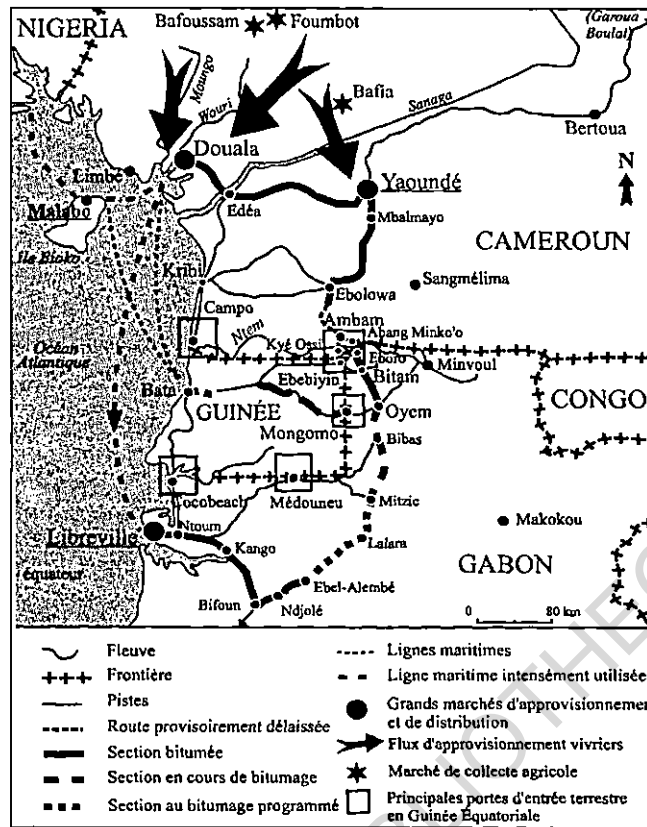 NIGERIA
Bafoussam
Foumbot
(Garoua
Boulaï)
Moungo
Wouri
Bafia
Sanaga
Bertoua
Douala
N
Limbé
Yaoundé
Malabo
Edéa
Mbalmayo
île Bioko
CAMEROUN
Kribi
Ebolowa
Sangmélima
Campo
Ntem
Ambam
Abang Minko'o
Océan
Atlantique
Kyé Ossi
Eboro
Minvoul
Ebebiyin
Bitam
Bata
GUINÉE
CONGO
Oyem
Mongomo
Bibas
Cocobeach
Médouneu
Mitzic
Libreville
Ntoum
Makokou
Kango
Lalara
GABON
équateur
Ebel-Alembé
Bifoun
Ndjolé
0 80 km
Fleuve
Frontière
Pistes
Route provisoirement délaissée
Section bitumée
Section en cours de bitumage
Section au bitumage programmé
Lignes maritimes
Ligne maritime intensément utilisée
Grands marchés d'approvisionnement
et de distribution
Flux d'approvisionnement vivriers
Marché de collecte agricole
Principales portes d'entrée terrestre
en Guinée Équatoriale